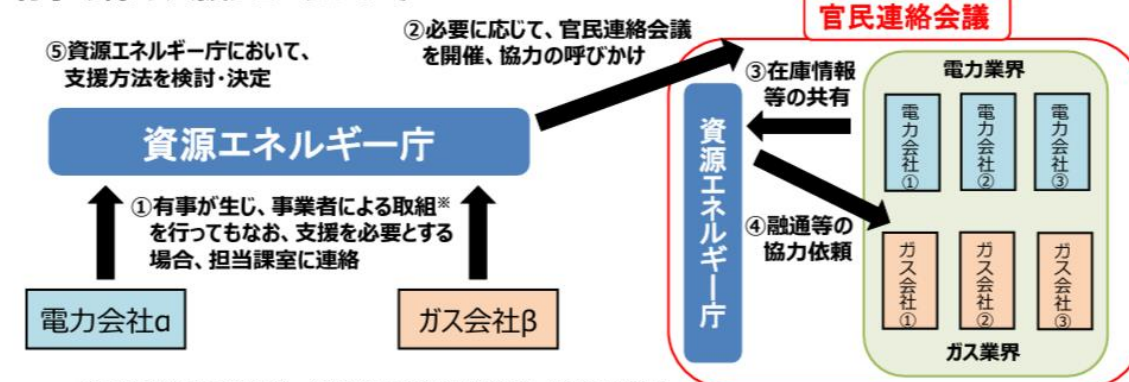 官民連絡会議
⑤資源エネルギー庁において、
支援方法を検討・決定
②必要に応じて、官民連絡会議
を開催、協力の呼びかけ
資源エネルギー庁
①有事が生じ、事業者による取組※
を行ってもなお、支援を必要とする
場合、担当課室に連絡
電力会社α
ガス会社β
資源エネルギー庁
③在庫情報
等の共有
④融通等の
協力依頼
電力業界
電力会社①
電力会社②
電力会社③
ガス会社①
ガス会社②
ガス会社③
ガス業界